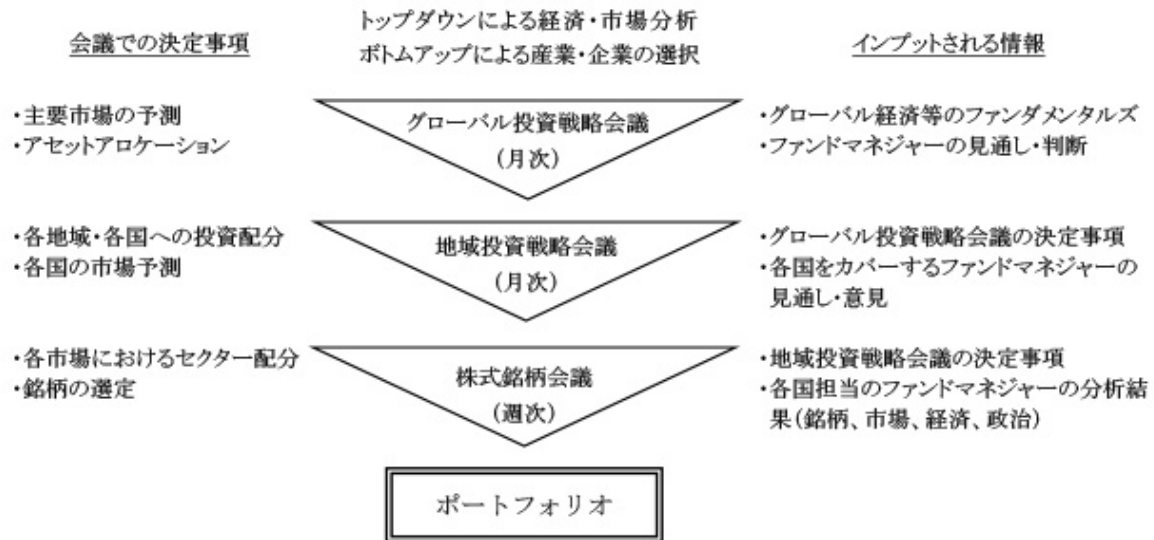 トップダウンによる経済・市場分析
ボトムアップによる産業・企業の選択
会議での決定事項
インプットされる情報
・主要市場の予測
・アセットアロケーション
グローバル投資戦略会議
(月次)
・グローバル経済等のファンダメンタルズ
・ファンドマネジャーの見通し・判断
・各地域・各国への投資配分
・各国の市場予測
地域投資戦略会議
(月次)
・グローバル投資戦略会議の決定事項
・各国をカバーするファンドマネジャーの
見通し・意見
・各市場におけるセクター配分
・銘柄の選定
株式銘柄会議
(週次)
・地域投資戦略会議の決定事項
・各国担当のファンドマネジャーの分析結
果(銘柄、市場、経済、政治)
ポートフォリオ